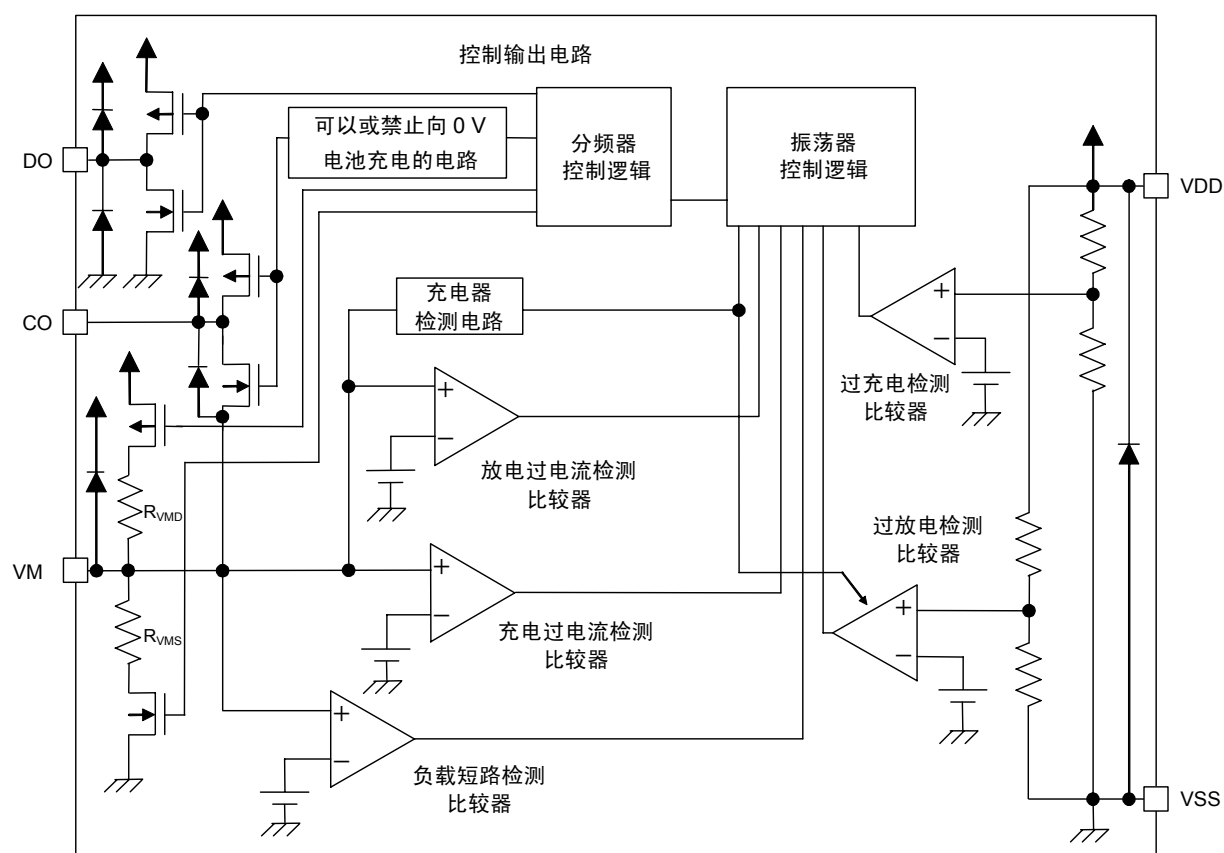 控制输出电路
可以或禁止向 0 V
电池充电的电路
分频器
控制逻辑
振荡器
控制逻辑
DO
VDD
充电器
检测电路
CO
+
−
过充电检测
比较器
+
−
放电过电流检测
比较器
RVMD
过放电检测
比较器
VM
+
−
充电过电流检测
比较器
+
−
RVMS
+
−
负载短路检测
比较器
VSS